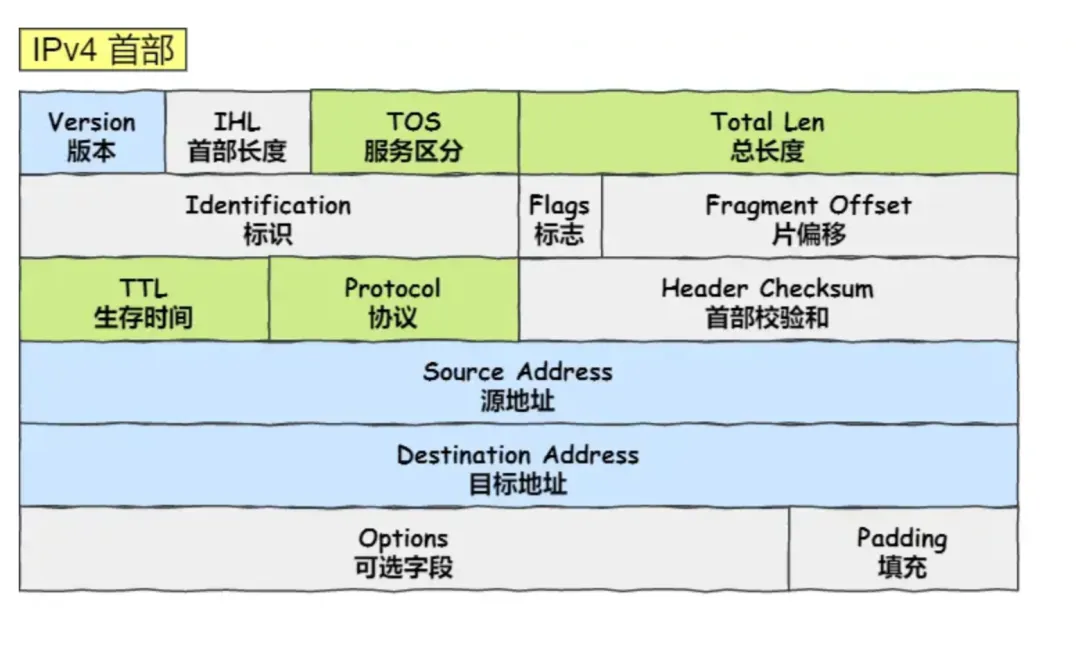 IPv4 首部
Version
版本
IHL
首部长度
TOS
服务区分
Total Len
总长度
Identification
标识
Flags
标志
Fragment Offset
片偏移
TTL
生存时间
Protocol
协议
Header Checksum
首部校验和
Source Address
源地址
Destination Address
目标地址
Options
可选字段
Padding
填充